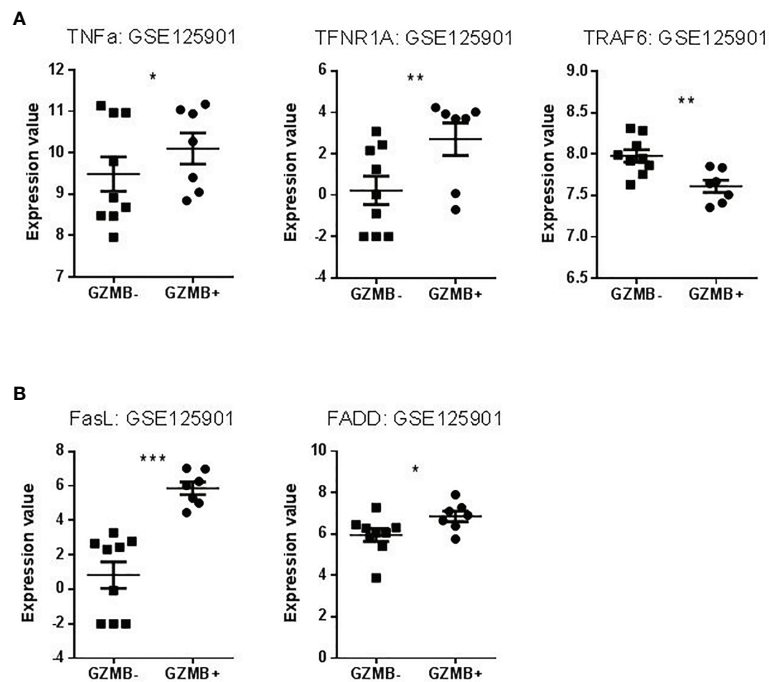 A
TNFa: GSE125901
TFNR1A: GSE125901
TRAF6: GSE125901
*
**
**
Expression value
12
11
10
9
8
7
GZMB-
GZMB+
Expression value
6
4
2
0
-2
-4
GZMB-
GZMB+
Expression value
9.0
8.5
8.0
7.5
7.0
6.5
GZMB-
GZMB+
B
FasL: GSE125901
FADD: GSE125901
***
*
Expression value
8
6
4
2
0
-2
-4
GZMB-
GZMB+
Expression value
10
8
6
4
2
0
GZMB-
GZMB+